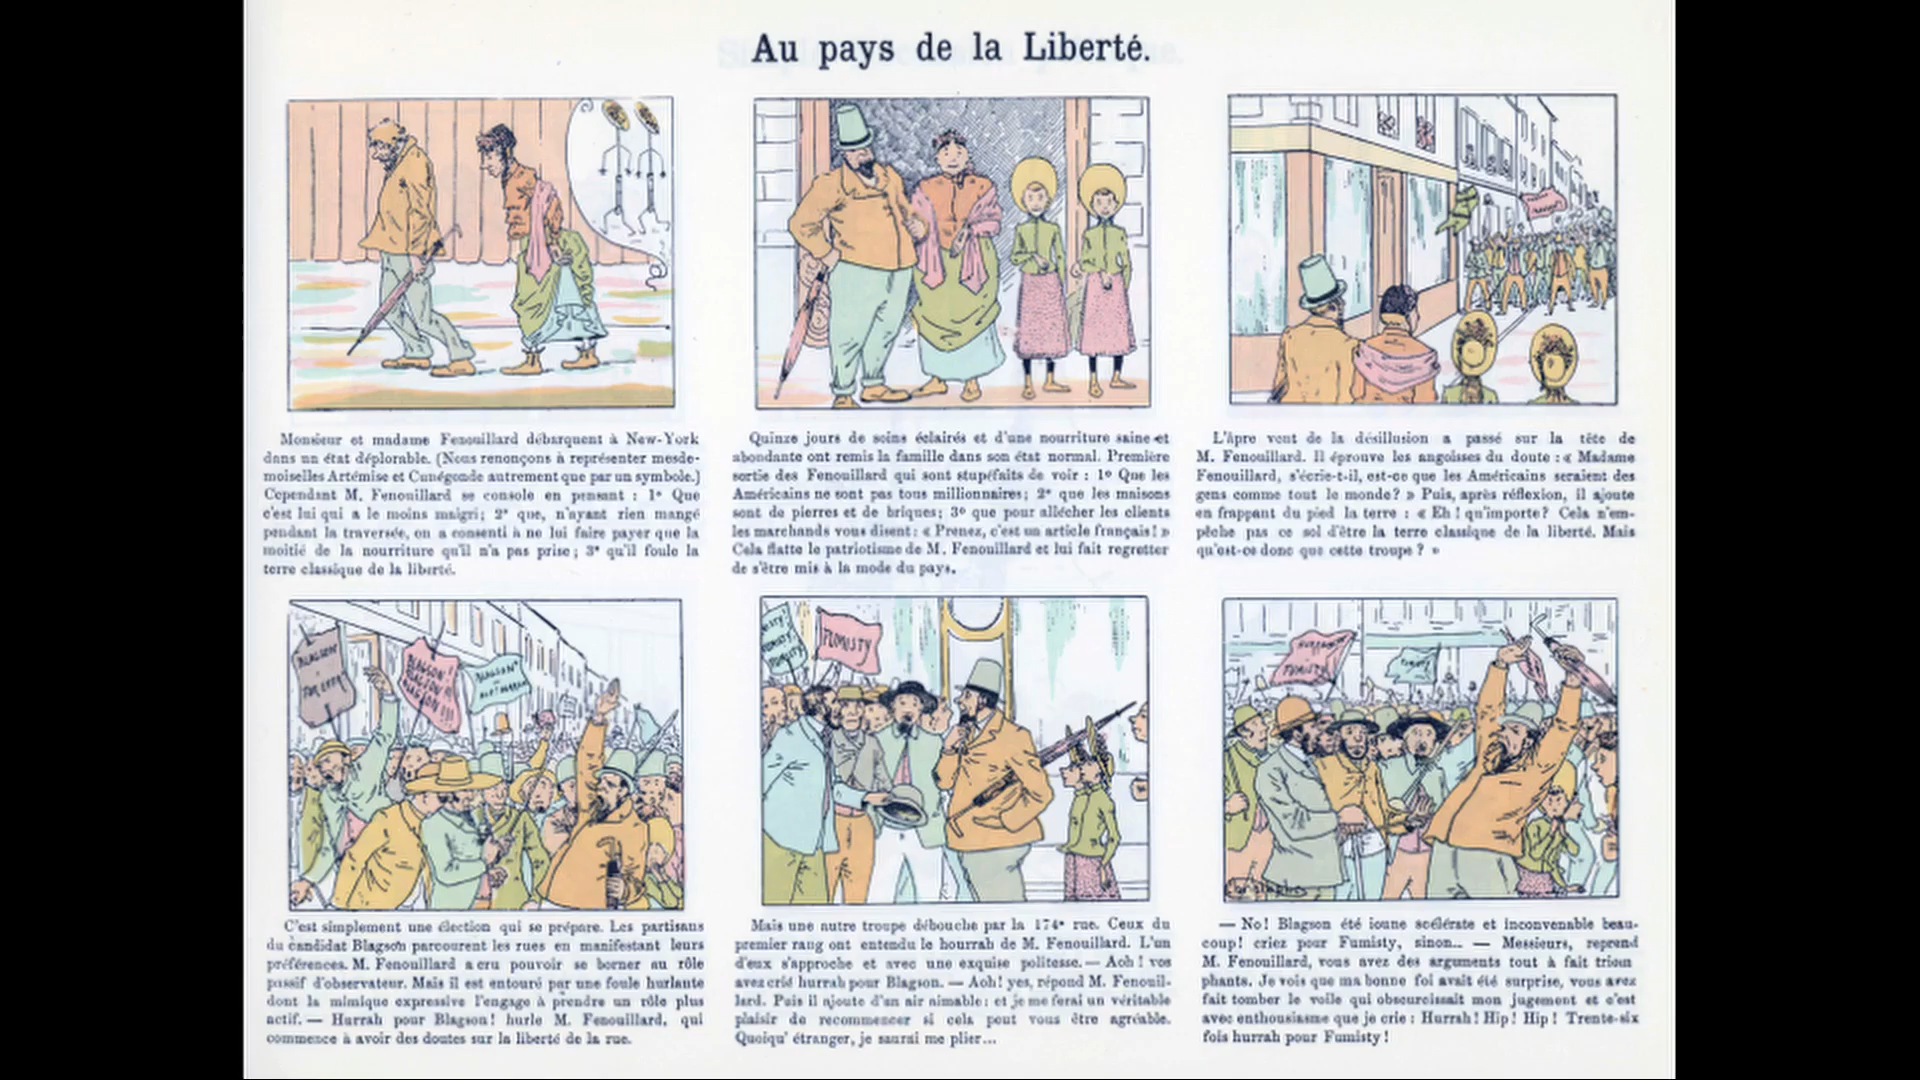 Au pays de la Liberté.
Monsieur et madame Fenouillard débarquent à New-York
dans un état déplorable. (Nous renonçons à représenter mesde-
moiselles Artémise et Cunégonde autrement que par un symbole.)
Cependant M. Fenouillard se console en pensant : 1° Que
c'est lui qui a le moins maigri; 2° que, n'ayant rien mangé
pendant la traversée, on a consenti à ne lui faire payer que la
moitié de la nourriture qu'il n'a pas prise; 3° qu'il foule la
terre classique de la liberté.
Quinze jours de soins éclairés et d'une nourriture saine et
abondante ont remis la famille dans son état normal. Première
sortie des Fenouillard qui sont stupéfaits de voir : 1° Que les
Américains ne sont pas tous millionnaires; 2° que les maisons
sont de pierres et de briques; 3° que pour allécher les clients
les marchands vous disent : « Prenez, c'est un article français! »
Cela flatte le patriotisme de M. Fenouillard et lui fait regretter
de s'être mis à la mode du pays.
L'âpre vent de la désillusion a passé sur la tête de
M. Fenouillard. Il éprouve les angoisses du doute : « Madame
Fenouillard, s'écrie-t-il, est-ce que les Américains seraient des
gens comme tout le monde? » Puis, après réflexion, il ajoute
en frappant du pied la terre : « Eh! qu'importe? Cela n'em-
pêche pas ce sol d'être la terre classique de la liberté. Mais
qu'est-ce donc que cette troupe? »
BLAGSON
FOR EVER
BLAGSON!
BLAGSON!!
BLAGSON!!!
BLAGSON
C'est simplement une élection qui se prépare. Les partisans
du candidat Blagson parcourent les rues en manifestant leurs
préférences. M. Fenouillard a cru pouvoir se borner au rôle
passif d'observateur. Mais il est entouré par une foule hurlante
dont la mimique expressive l'engage à prendre un rôle plus
actif. — Hurrah pour Blagson! hurle M. Fenouillard, qui
commence à avoir des doutes sur la liberté de la rue.
FUMISTY
Mais une autre troupe débouche par la 174° rue. Ceux du
premier rang ont entendu le hourrah de M. Fenouillard. L'un
d'eux s'approche et avec une exquise politesse. — Aoh! vos
avez crié hurrah pour Blagson. — Aoh! yes, répond M. Fenouil-
lard. Puis il ajoute d'un air aimable : et je me ferai un véritable
plaisir de recommencer si cela peut vous être agréable.
Quoiqu' étranger, je saurai me plier...
HURRAH
FUMISTY
Christophe
— No! Blagson été ioune scélérate et inconvenable beau-
coup! criez pour Fumisty, sinon... — Messieurs, reprend
M. Fenouillard, vous avez des arguments tout à fait triom
phants. Je vois que ma bonne foi avait été surprise, vous avez
fait tomber le voile qui obscurcissait mon jugement et c'est
avec enthousiasme que je crie : Hurrah! Hip! Hip! Trente-six
fois hurrah pour Fumisty!